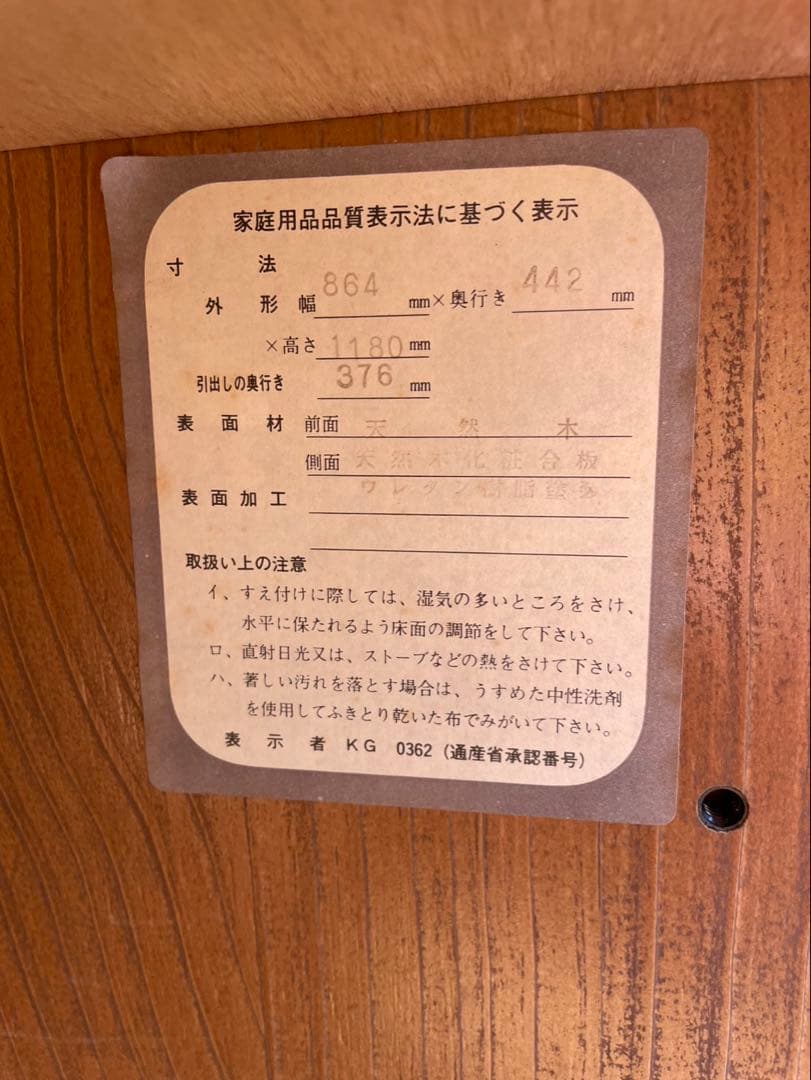 家庭用品品質表示法に基づく表示
寸法
外形幅 864 mm×奥行き 442 mm
×高さ 1180 mm
引出しの奥行き 376 mm
表面材 前面 天然木
側面 天然木化粧合板
表面加工 ウレタン樹脂塗装
取扱い上の注意
イ、すえ付けに際しては、湿気の多いところをさけ、
水平に保たれるよう床面の調節をして下さい。
ロ、直射日光又は、ストーブなどの熱をさけて下さい。
ハ、著しい汚れを落とす場合は、うすめた中性洗剤
を使用してふきとり乾いた布でみがいて下さい。
表示者 KG 0362 (通産省承認番号)